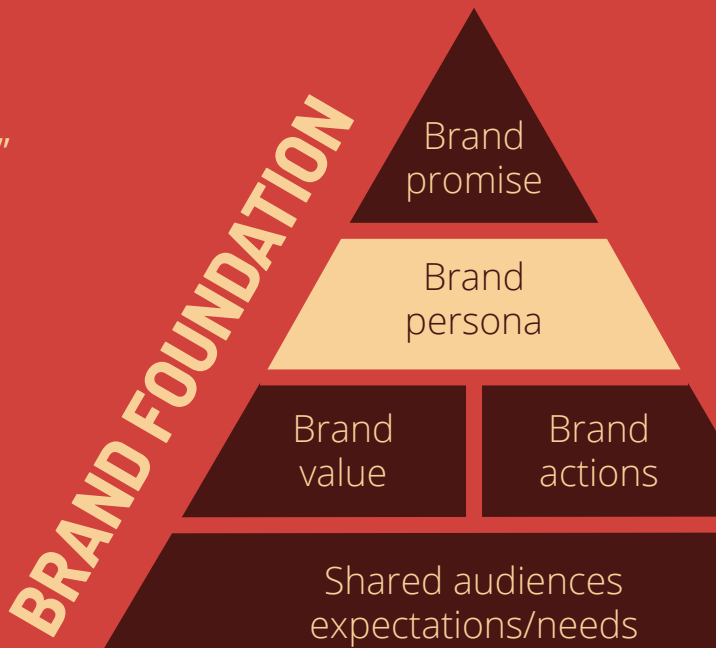 ”
BRAND FOUNDATION
Brand
promise
Brand
persona
Brand
value
Brand
actions
Shared audiences
expectations/needs